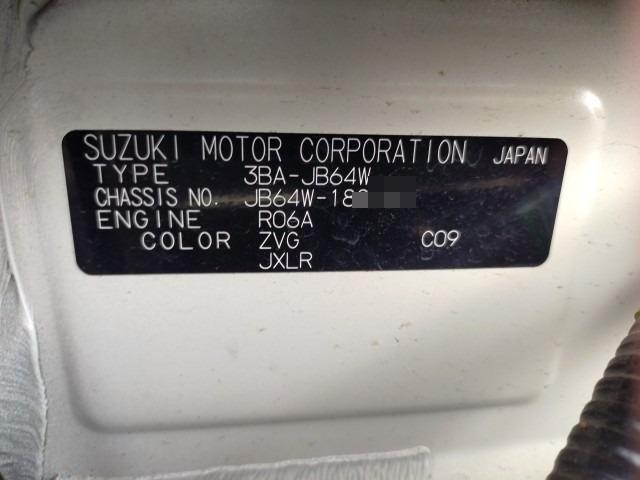 SUZUKI MOTOR CORPORATION JAPAN
TYPE 3BA-JB64W
CHASSIS NO. JB64W-18
ENGINE R06A
COLOR ZVG C09
JXLR